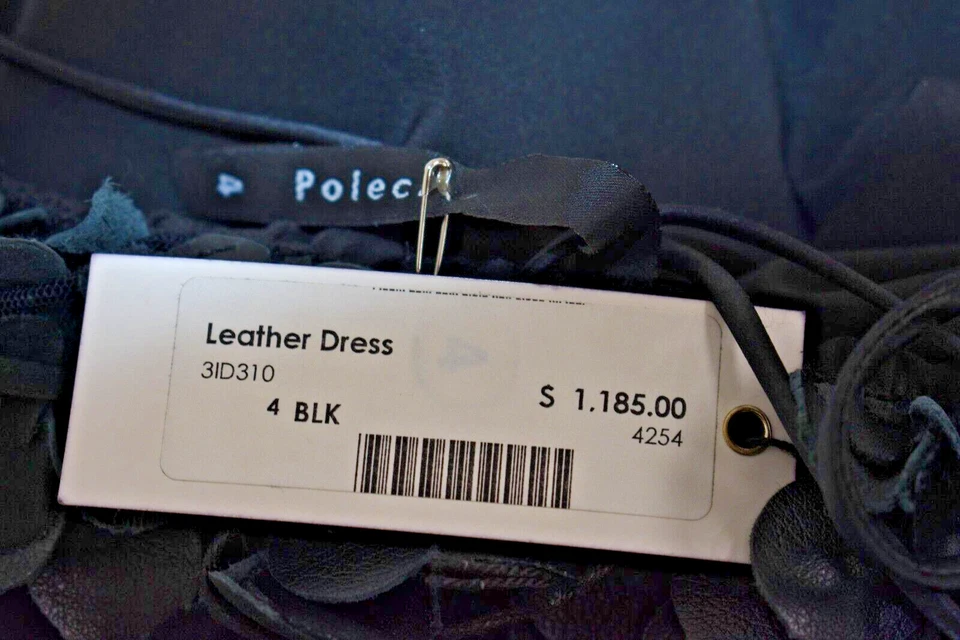 4 Polec
Leather Dress
3ID310
4 BLK
$ 1,185.00
4254